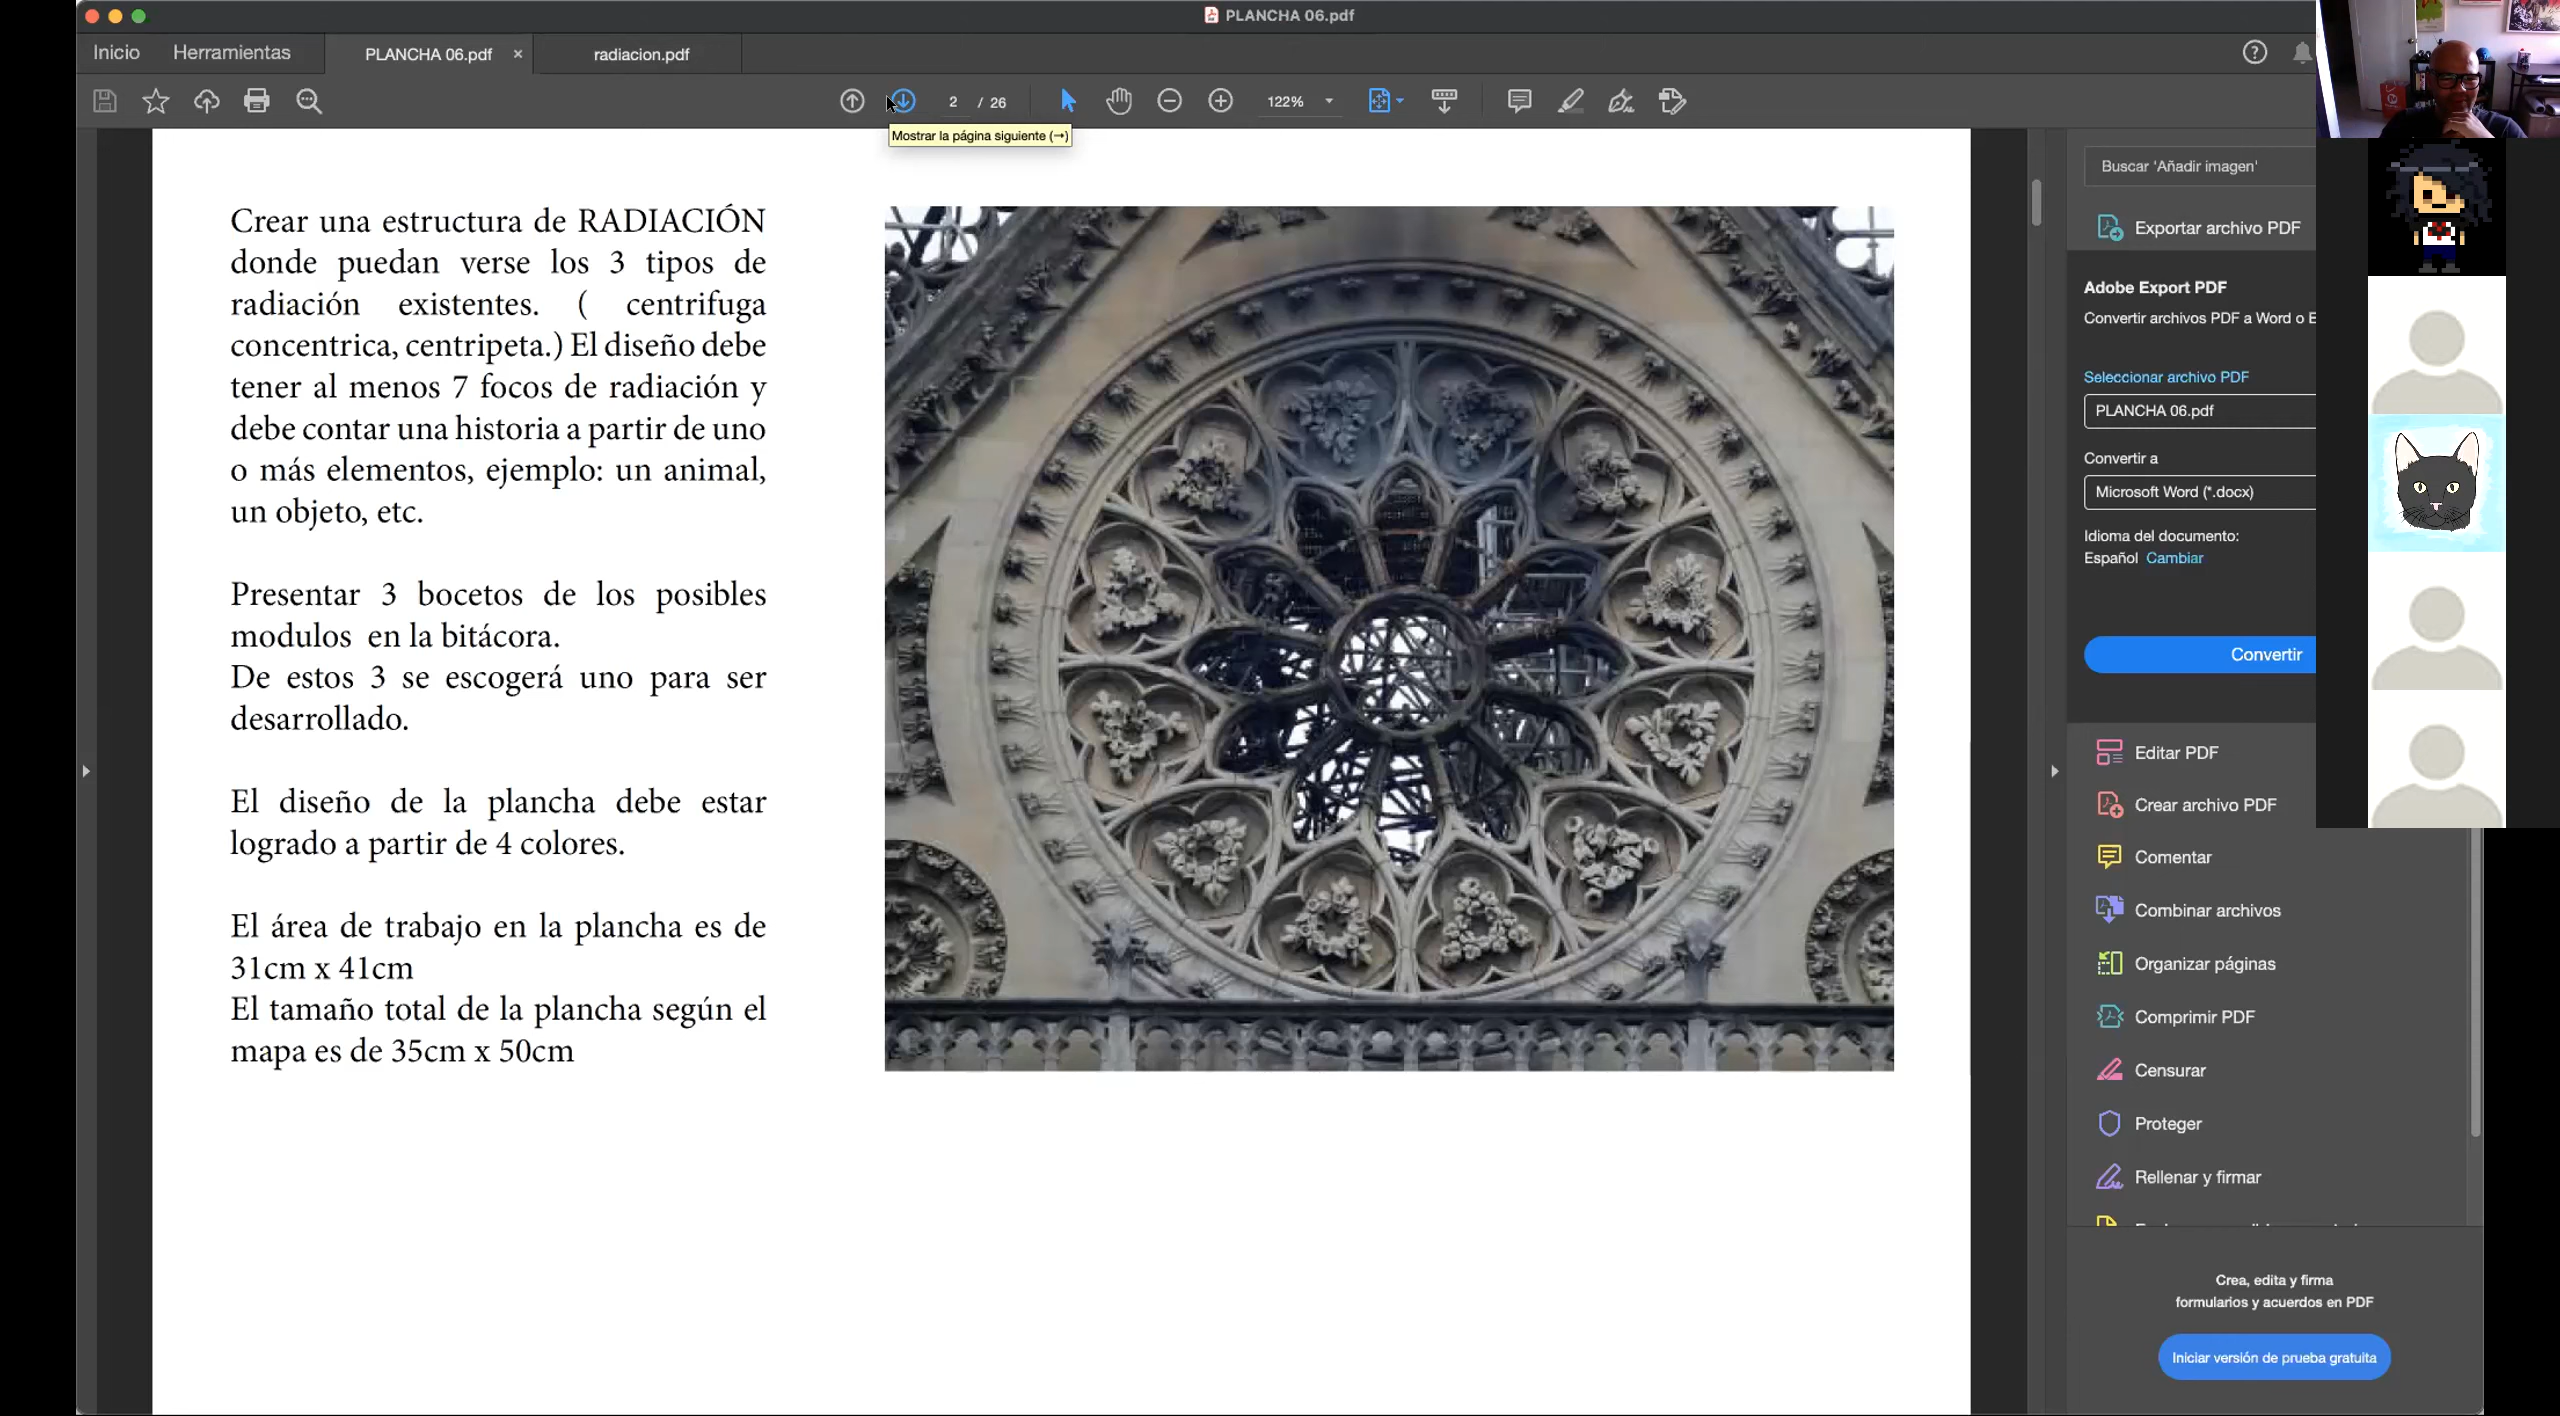 PLANCHA 06.pdf
Inicio
Herramientas
PLANCHA 06.pdf ×
radiacion.pdf
2 / 26
122%
Mostrar la página siguiente (→)
Crear una estructura de RADIACIÓN
donde puedan verse los 3 tipos de
radiación existentes. ( centrifuga
concentrica, centripeta.) El diseño debe
tener al menos 7 focos de radiación y
debe contar una historia a partir de uno
o más elementos, ejemplo: un animal,
un objeto, etc.
Presentar 3 bocetos de los posibles
modulos en la bitácora.
De estos 3 se escogerá uno para ser
desarrollado.
El diseño de la plancha debe estar
logrado a partir de 4 colores.
El área de trabajo en la plancha es de
31cm x 41cm
El tamaño total de la plancha según el
mapa es de 35cm x 50cm
Buscar 'Añadir imagen'
Exportar archivo PDF
Adobe Export PDF
Convertir archivos PDF a Word o E
Seleccionar archivo PDF
PLANCHA 06.pdf
Convertir a
Microsoft Word (*.docx)
Idioma del documento:
Español Cambiar
Convertir
Editar PDF
Crear archivo PDF
Comentar
Combinar archivos
Organizar páginas
Comprimir PDF
Censurar
Proteger
Rellenar y firmar
Crea, edita y firma
formularios y acuerdos en PDF
Iniciar versión de prueba gratuita